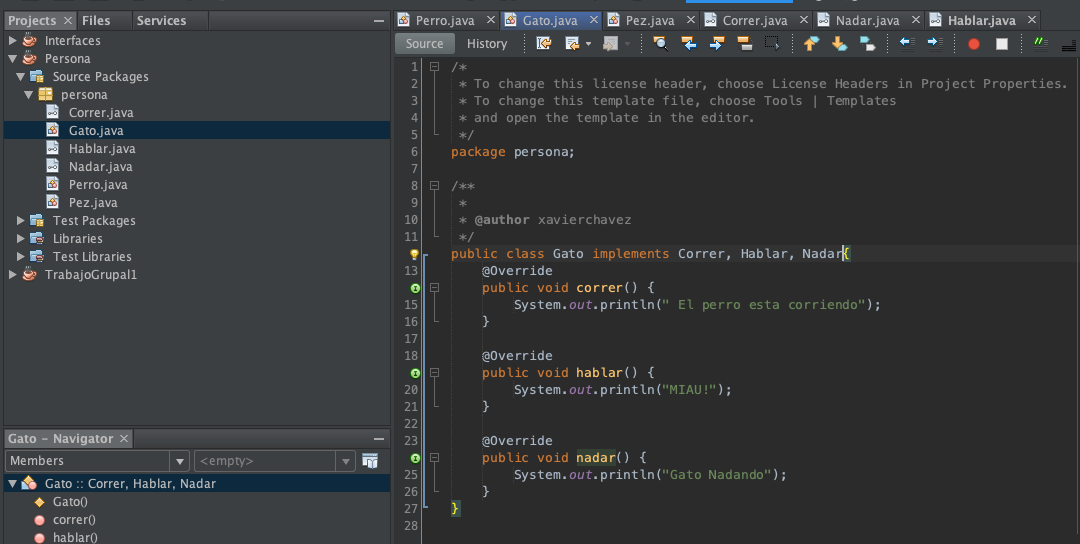 Projects Files Services
Interfaces
Persona
Source Packages
persona
Correr.java
Gato.java
Hablar.java
Nadar.java
Perro.java
Pez.java
Test Packages
Libraries
Test Libraries
TrabajoGrupal1
Gato - Navigator
Members <empty>
Gato :: Correr, Hablar, Nadar
Gato()
correr()
hablar()
Perro.java Gato.java Pez.java Correr.java Nadar.java Hablar.java
Source History
1 /*
2 * To change this license header, choose License Headers in Project Properties.
3 * To change this template file, choose Tools | Templates
4 * and open the template in the editor.
5 */
6 package persona;
7
8 /**
9 *
10 * @author xavierchavez
11 */
public class Gato implements Correr, Hablar, Nadar{
13 @Override
public void correr() {
15 System.out.println(" El perro esta corriendo");
16 }
17
18 @Override
public void hablar() {
20 System.out.println("MIAU!");
21 }
22
23 @Override
public void nadar() {
25 System.out.println("Gato Nadando");
26 }
27 }
28